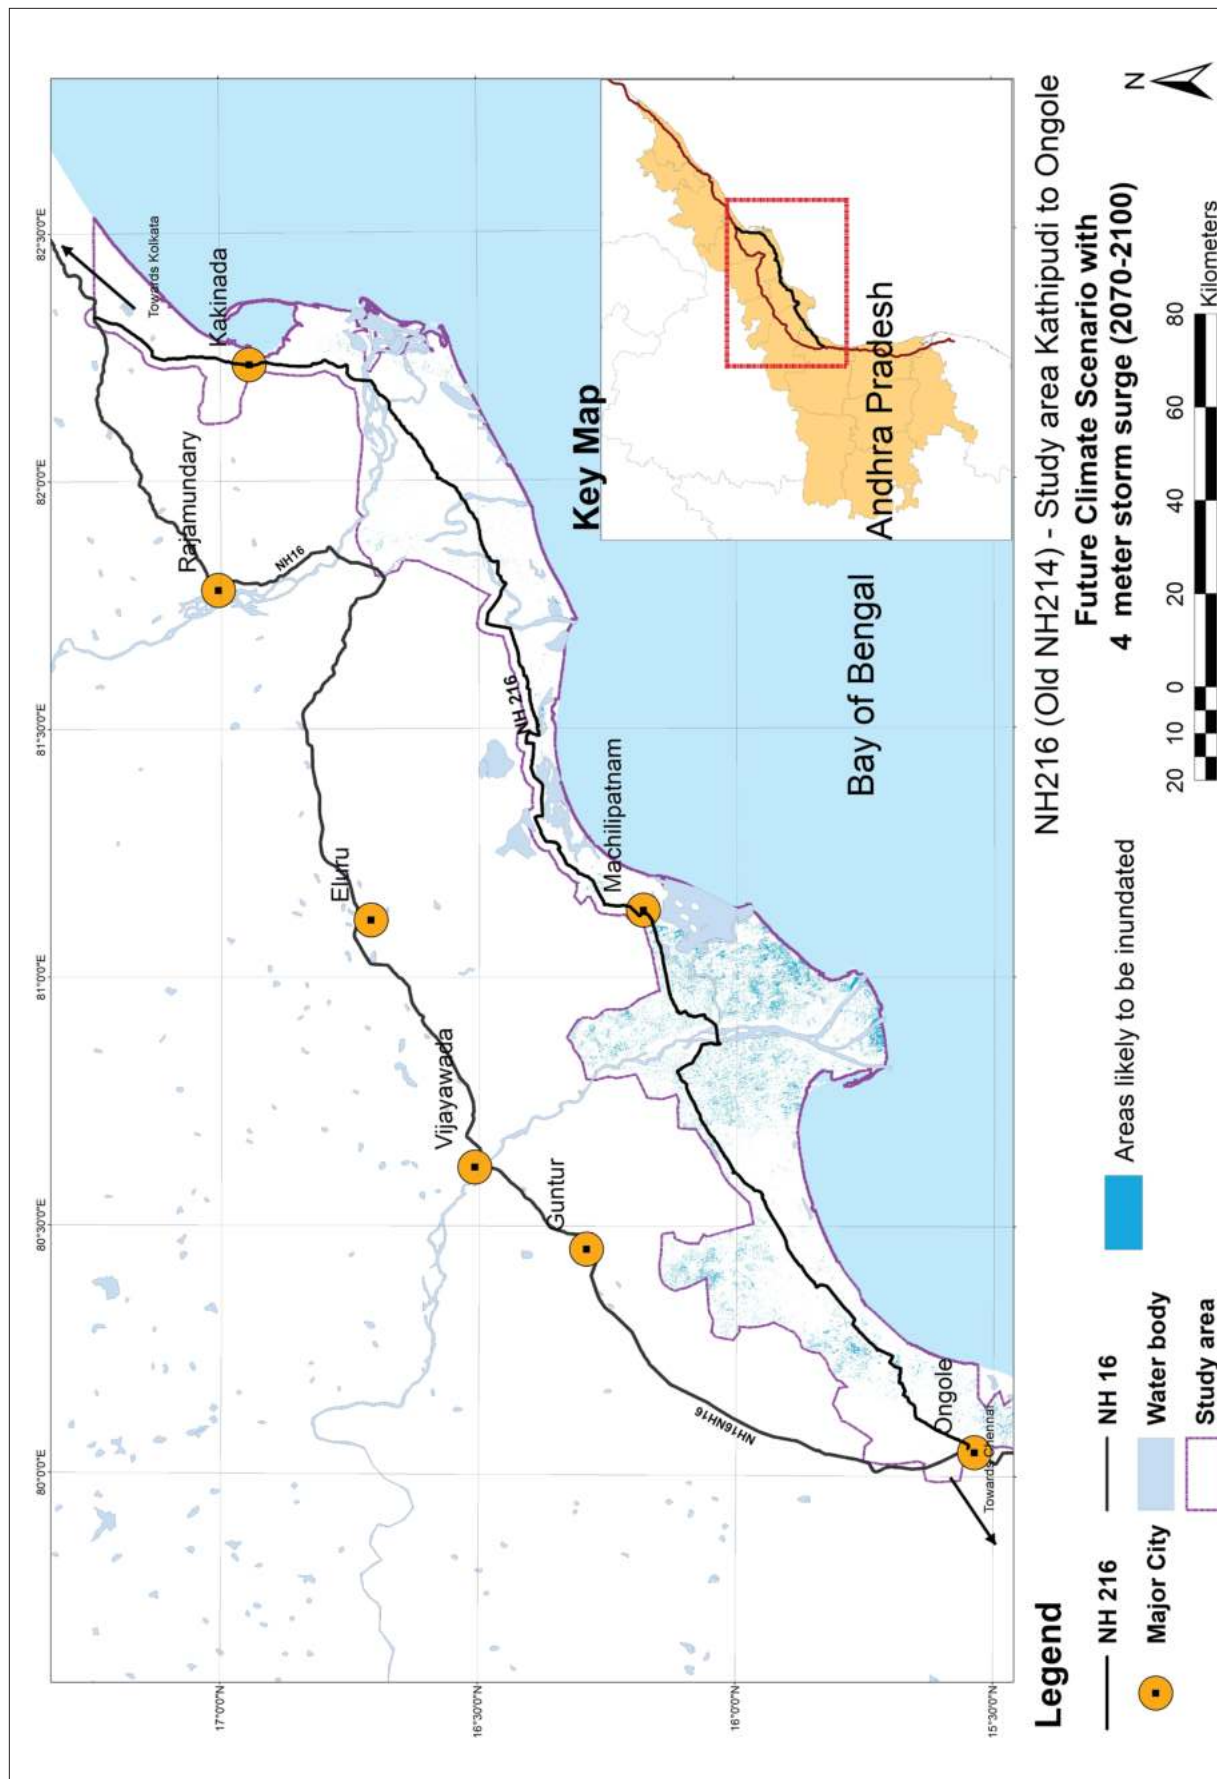 80°0'0"E
80°30'0"E
81°0'0"E
81°30'0"E
82°0'0"E
82°30'0"E
17°0'0"N
16°30'0"N
16°0'0"N
15°30'0"N
Towards Kolkata
Kakinada
Rajamundary
NH16
Eluru
NH 216
Vijayawada
Machilipatnam
Guntur
NH16NH16
Ongole
Towards Chennai
Bay of Bengal
Key Map
Andhra Pradesh
NH216 (Old NH214) - Study area Kathipudi to Ongole
Future Climate Scenario with
4 meter storm surge (2070-2100)
N
20 10 0 20 40 60 80
Kilometers
Legend
NH 216
NH 16
Major City
Water body
Study area
Areas likely to be inundated